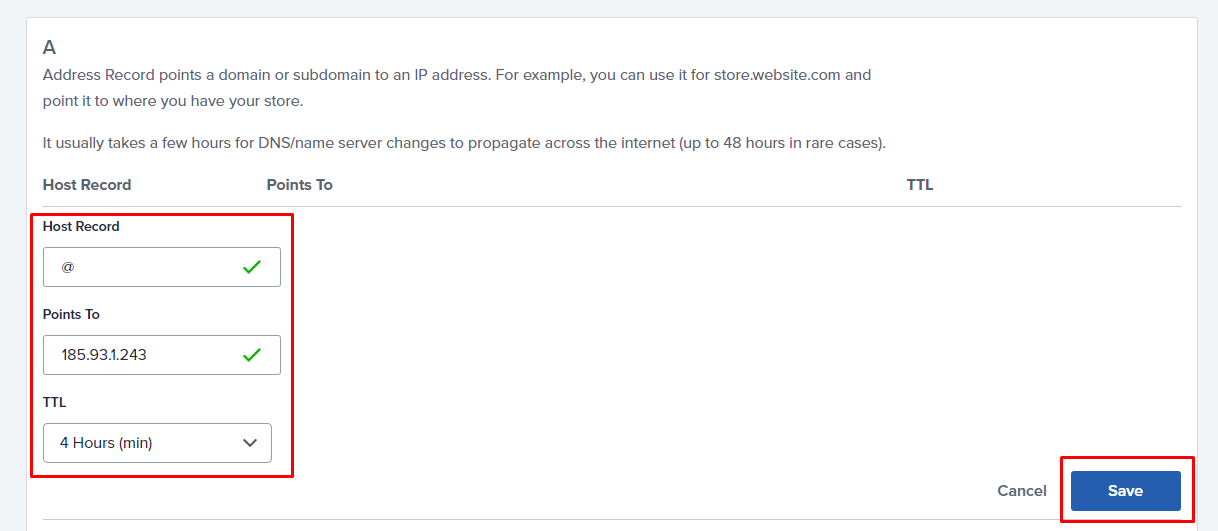 A
Address Record points a domain or subdomain to an IP address. For example, you can use it for store.website.com and
point it to where you have your store.
It usually takes a few hours for DNS/name server changes to propagate across the internet (up to 48 hours in rare cases).
Host Record Points To TTL
Host Record
@
Points To
185.93.1.243
TTL
4 Hours (min)
Cancel Save